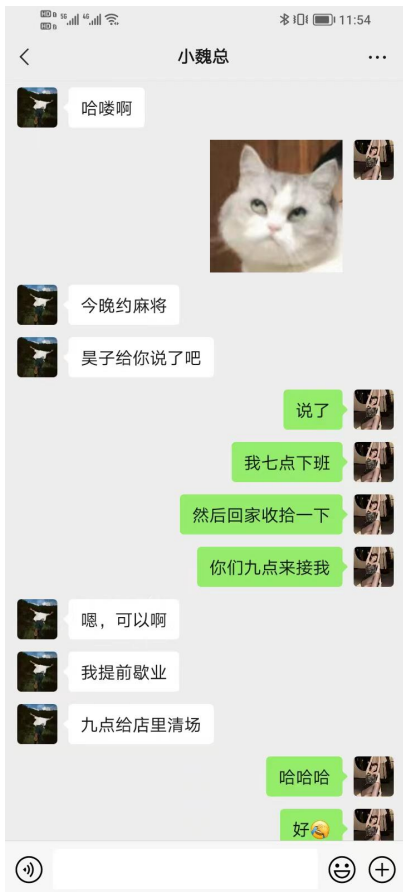 HD 5G 4G 11:54
小魏总
哈喽啊
今晚约麻将
昊子给你说了吧
说了
我七点下班
然后回家收拾一下
你们九点来接我
嗯，可以啊
我提前歇业
九点给店里清场
哈哈哈
好